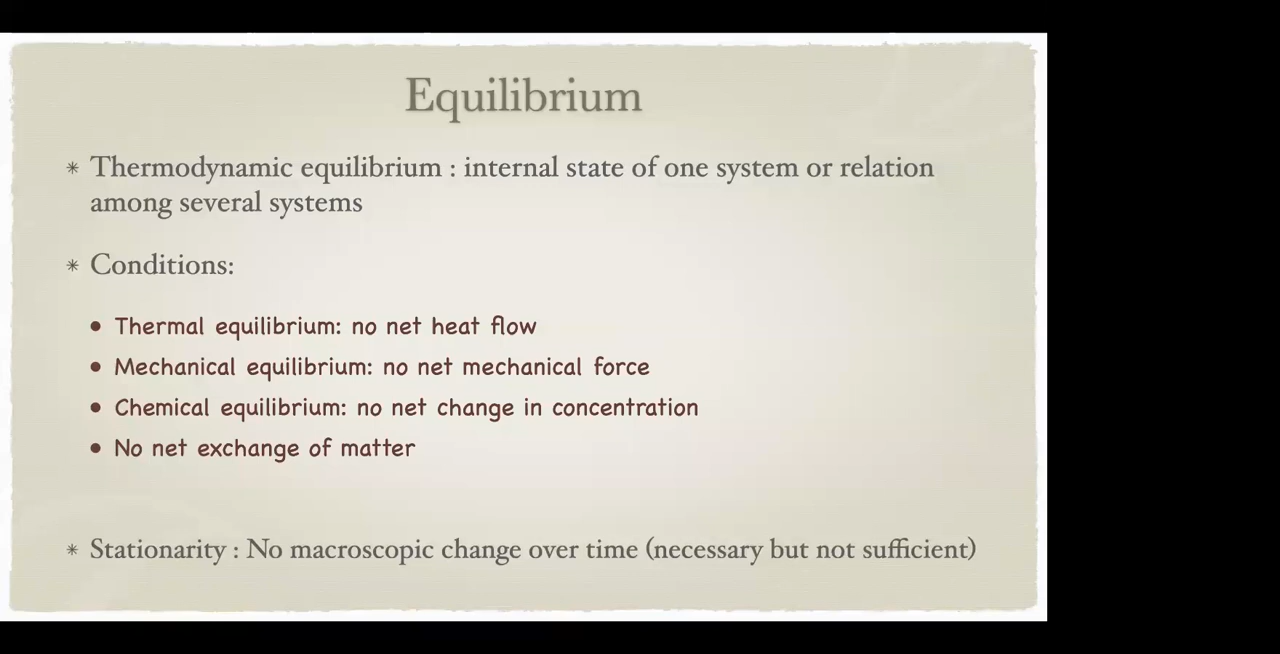 Equilibrium
* Thermodynamic equilibrium : internal state of one system or relation
among several systems
* Conditions:
• Thermal equilibrium: no net heat flow
• Mechanical equilibrium: no net mechanical force
• Chemical equilibrium: no net change in concentration
• No net exchange of matter
* Stationarity : No macroscopic change over time (necessary but not sufficient)